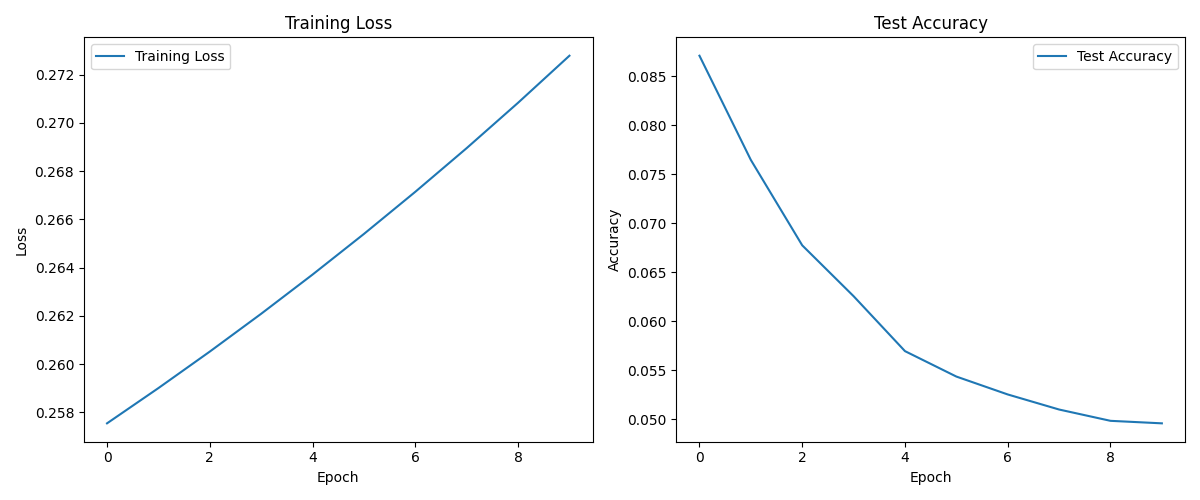 Training Loss
Training Loss
0.272
0.270
0.268
0.266
0.264
0.262
0.260
0.258
Loss
0 2 4 6 8
Epoch
Test Accuracy
Test Accuracy
0.085
0.080
0.075
0.070
0.065
0.060
0.055
0.050
Accuracy
0 2 4 6 8
Epoch